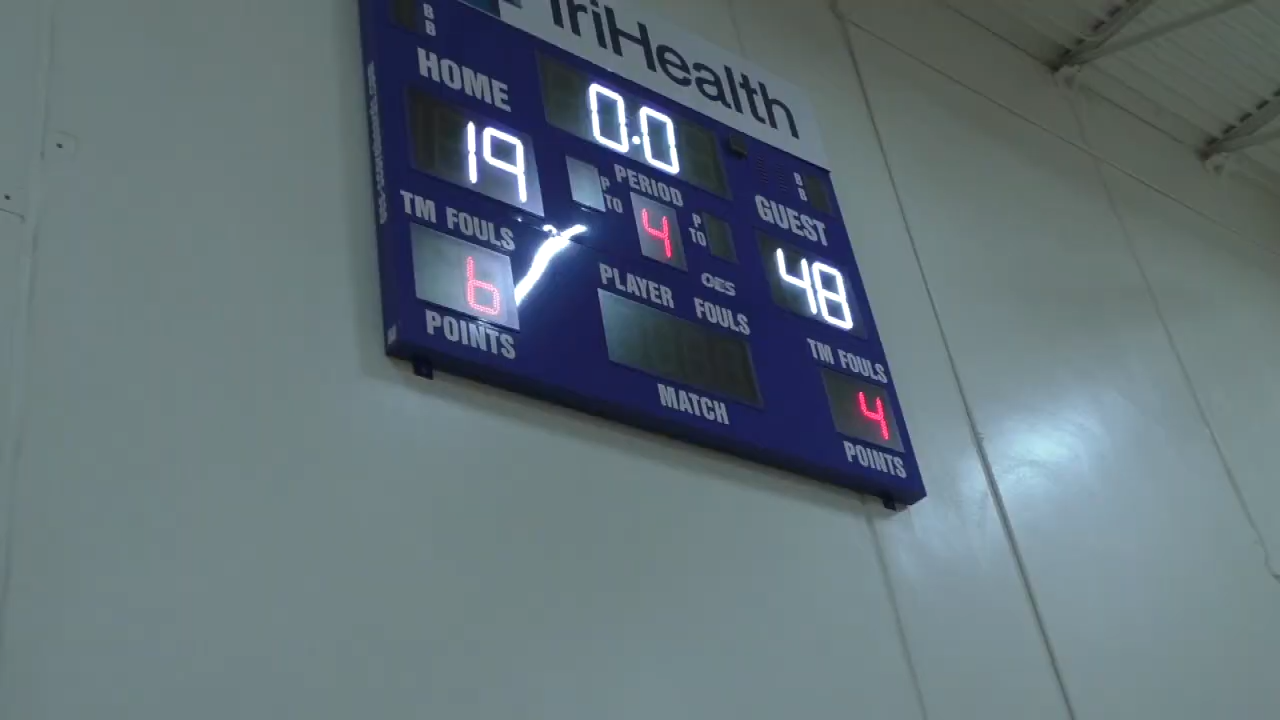 TriHealth
B
B
HOME
0:0
19
PERIOD
B
B
P
TO
4
P
TO
GUEST
48
TM FOULS
6
OES
PLAYER FOULS
POINTS
TM FOULS
4
MATCH
POINTS